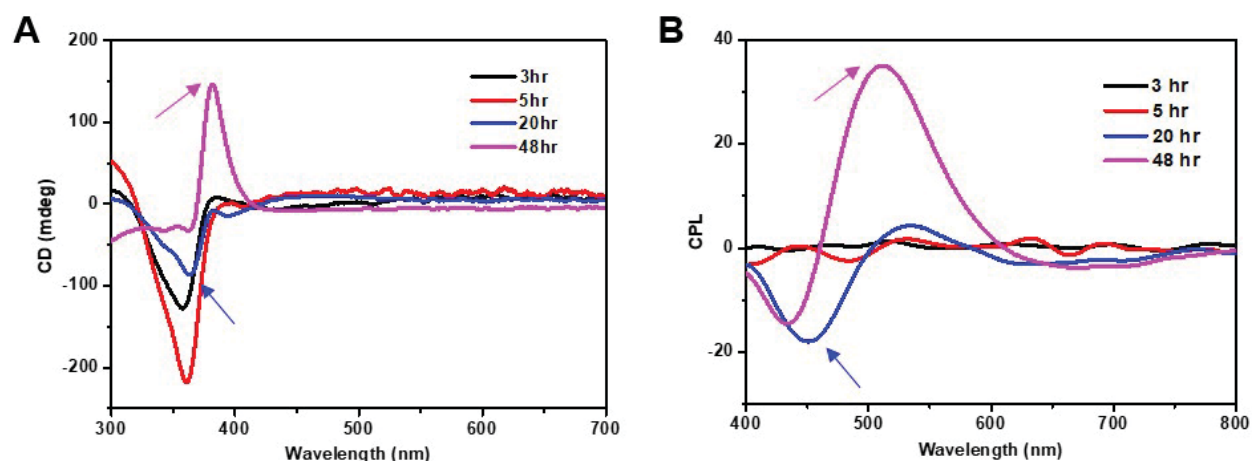 A
200
100
0
-100
-200
CD (mdeg)
3hr
5hr
20hr
48hr
300
400
500
600
700
Wavelength (nm)
B
40
20
0
-20
CPL
3 hr
5 hr
20 hr
48 hr
400
500
600
700
800
Wavelength (nm)